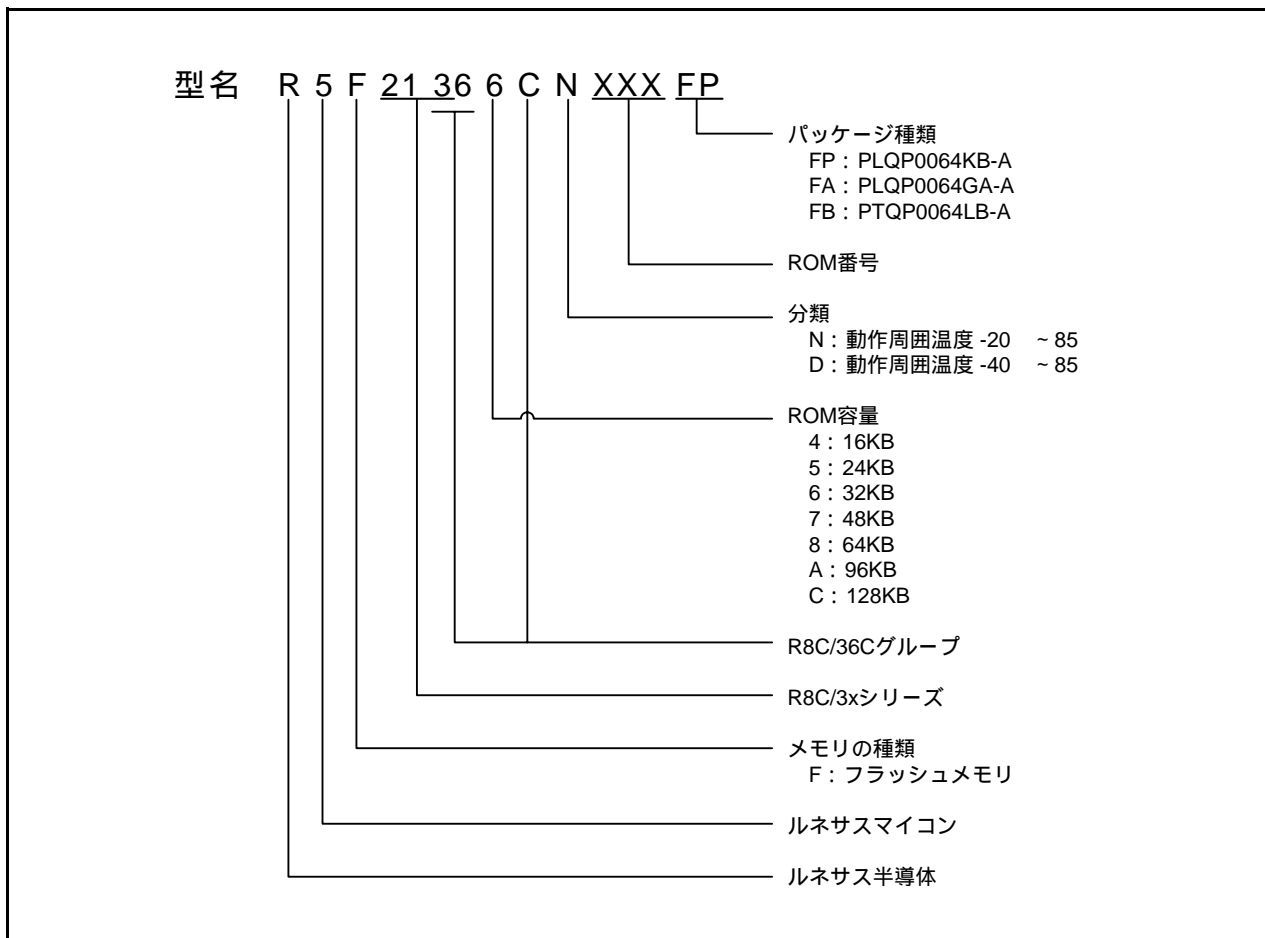 型名 R 5 F 21 36 6 C N XXX FP
パッケージ種類
FP : PLQP0064KB-A
FA : PLQP0064GA-A
FB : PTQP0064LB-A
ROM番号
分類
N : 動作周囲温度 -20 ~ 85
D : 動作周囲温度 -40 ~ 85
ROM容量
4 : 16KB
5 : 24KB
6 : 32KB
7 : 48KB
8 : 64KB
A : 96KB
C : 128KB
R8C/36Cグループ
R8C/3xシリーズ
メモリの種類
F : フラッシュメモリ
ルネサスマイコン
ルネサス半導体